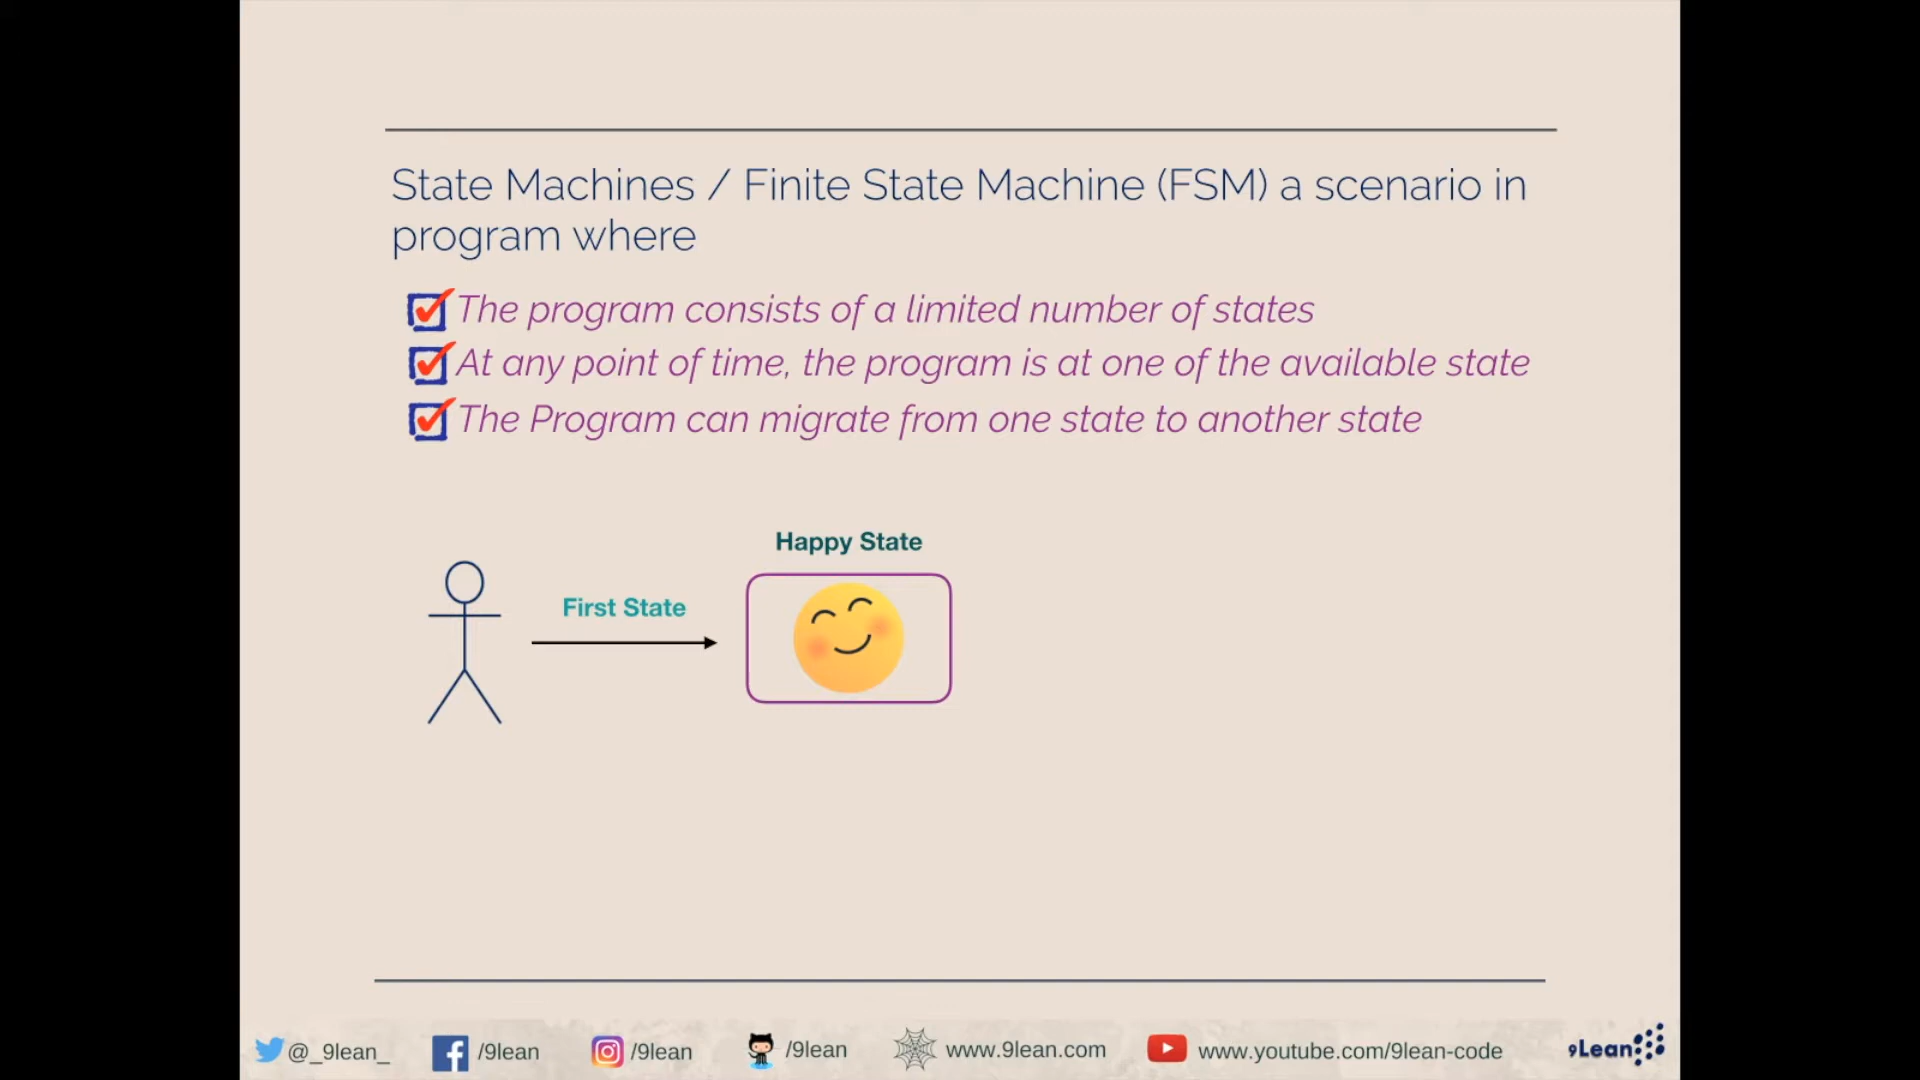 State Machines / Finite State Machine (FSM) a scenario in
program where
The program consists of a limited number of states
At any point of time, the program is at one of the available state
The Program can migrate from one state to another state
Happy State
First State
@_9lean_
/9lean
/9lean
/9lean
www.9lean.com
www.youtube.com/9lean-code
9Lean